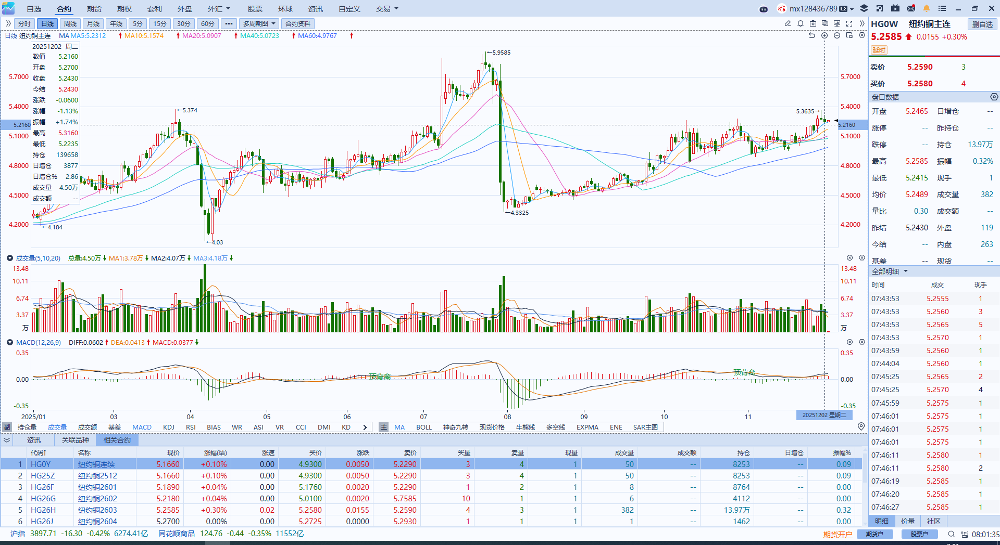 自选 合约 期货 期权 套利 外盘 外汇 股票 环球 资讯 自定义 交易 mx128436789 L2
分时 日线 周线 月线 年线 5分 15分 30分 60分 ••• 多周期图 合约资料
日线 纽约铜主连 MA MA5:5.2312 MA10:5.1574 MA20:5.0907 MA40:5.0723 MA60:4.9767
20251202 周二
数值 5.2160
开盘 5.2700
收盘 5.2430
今结 5.2430
涨跌 -0.0600
涨幅 -1.13%
振幅 +1.74%
最高 5.3160
最低 5.2235
持仓 139658
日增仓 3877
日增仓% 2.86
成交量 4.50万
成交额 --
5.7000 5.7000
5.4000 5.4000
5.2160 5.2160
5.1000 5.1000
4.8000 4.8000
4.5000 4.5000
4.2000 4.2000
←5.9585
←5.374
5.3635→
←4.3325
←4.184
←4.03
成交量(5,10,20) 总量:4.50万 MA1:3.78万 MA2:4.07万 MA3:4.18万
13.48 13.48
10.11 10.11
6.74 6.74
3.37 3.37
万 万
MACD(12,26,9) DIFF:0.0602 DEA:0.0413 MACD:0.0377
0.35 0.35
顶背离 顶背离
0.00 0.00
-0.35 -0.35
2025/01 03 04 05 06 07 08 09 10 11 20251202 星期二
副 持仓量 成交量 成交额 基差 MACD KDJ RSI BIAS WR ASI VR CCI DMI KD 主 MA BOLL 神奇九转 现货价格 牛熊线 多空线 EXPMA ENE SAR主图
资讯 关联品种 相关合约
代码↑ 名称 现价 涨幅(结) 涨速 买价 涨跌 卖价 买量 卖量 现量 成交量 成交额 持仓 日增仓 振幅%
1 HG0Y 纽约铜连续 5.1660 +0.10% 0.00 4.9300 0.0050 5.2290 3 4 1 50 -- 8253 -- 0.09
2 HG25Z 纽约铜2512 5.1660 +0.10% 0.00 4.9300 0.0050 5.2290 3 4 1 50 -- 8253 -- 0.09
3 HG26F 纽约铜2601 5.1890 +0.04% 0.00 5.1760 0.0020 5.2290 1 2 1 8 -- 8764 -- 0.00
4 HG26G 纽约铜2602 5.2180 +0.04% 0.00 5.0100 0.0020 5.7585 10 1 1 6 -- 4112 -- 0.00
5 HG26H 纽约铜2603 5.2585 +0.30% 0.02 5.2580 0.0155 5.2590 4 3 1 382 -- 13.97万 -- 0.32
6 HG26J 纽约铜2604 5.2700 0.00% 0.00 5.2725 0.0000 5.2930 1 1 1 1 -- 1462 -- 0.00
沪指 3897.71 -16.30 -0.42% 6274.41亿 同花顺商品 124.76 -0.44 -0.35% 11552亿
HG0W 纽约铜主连 删自选
5.2585 0.0155 +0.30%
延时
卖价 5.2590 3
买价 5.2580 4
盘口数据
开盘 5.2465 日增仓 --
涨停 -- 昨持仓 --
跌停 -- 持仓 13.97万
最高 5.2585 振幅 0.32%
最低 5.2415 现手 1
均价 5.2489 成交量 382
量比 0.30 成交额 --
昨结 5.2430 外盘 119
今结 -- 内盘 263
基差 -- 现货 --
全部明细
时间 成交 现手
07:43:53 5.2555 1
07:43:53 5.2560 3
07:43:53 5.2565 5
07:43:53 5.2570 1
07:43:59 5.2560 1
07:44:04 5.2560 1
07:45:25 5.2565 2
07:45:25 5.2570 4
07:45:59 5.2575 1
07:46:01 5.2575 1
07:46:01 5.2575 1
07:46:01 5.2575 1
07:46:11 5.2580 1
07:46:11 5.2580 2
07:46:19 5.2585 1
07:46:20 5.2585 1
07:46:27 5.2585 1
明细 价量 社区
期货开户 期货户 股票户 08:01:35